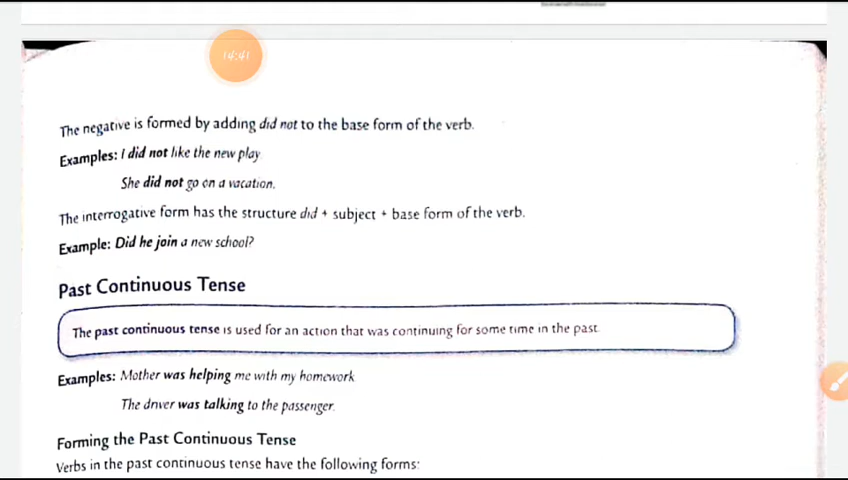 14:41
The negative is formed by adding did not to the base form of the verb.
Examples: I did not like the new play
She did not go on a vacation.
The interrogative form has the structure did + subject + base form of the verb.
Example: Did he join a new school?
Past Continuous Tense
The past continuous tense is used for an action that was continuing for some time in the past
Examples: Mother was helping me with my homework
The driver was talking to the passenger.
Forming the Past Continuous Tense
Verbs in the past continuous tense have the following forms: